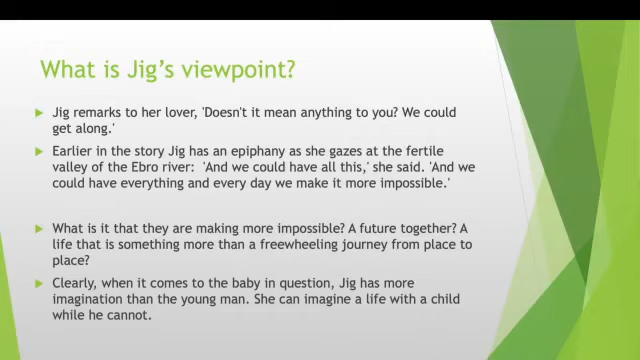 What is Jig's viewpoint?
Jig remarks to her lover, 'Doesn't it mean anything to you? We could
get along.'
Earlier in the story Jig has an epiphany as she gazes at the fertile
valley of the Ebro river:  'And we could have all this,' she said. 'And we
could have everything and every day we make it more impossible.'
What is it that they are making more impossible? A future together? A
life that is something more than a freewheeling journey from place to
place?
Clearly, when it comes to the baby in question, Jig has more
imagination than the young man. She can imagine a life with a child
while he cannot.